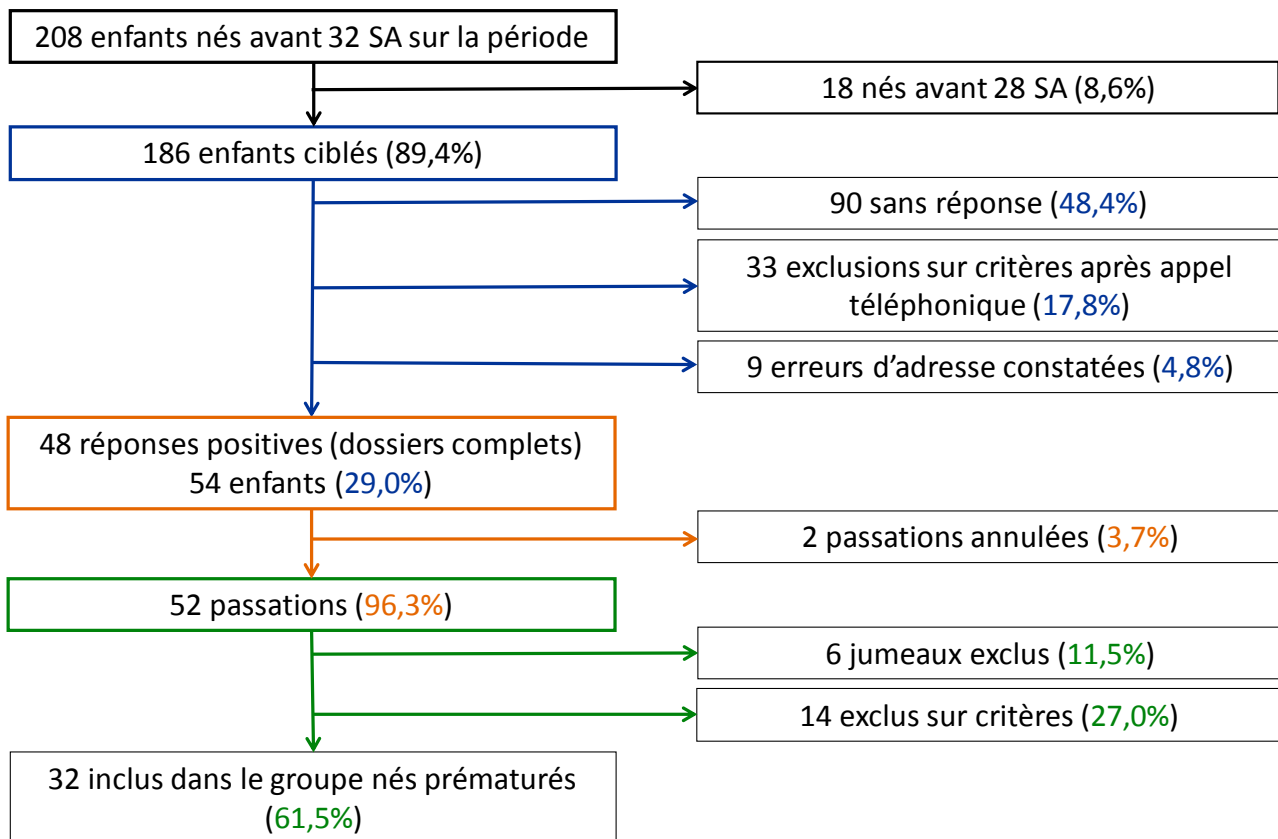 208 enfants nés avant 32 SA sur la période
18 nés avant 28 SA (8,6%)
186 enfants ciblés (89,4%)
90 sans réponse (48,4%)
33 exclusions sur critères après appel
téléphonique (17,8%)
9 erreurs d’adresse constatées (4,8%)
48 réponses positives (dossiers complets)
54 enfants (29,0%)
2 passations annulées (3,7%)
52 passations (96,3%)
6 jumeaux exclus (11,5%)
14 exclus sur critères (27,0%)
32 inclus dans le groupe nés prématurés
(61,5%)